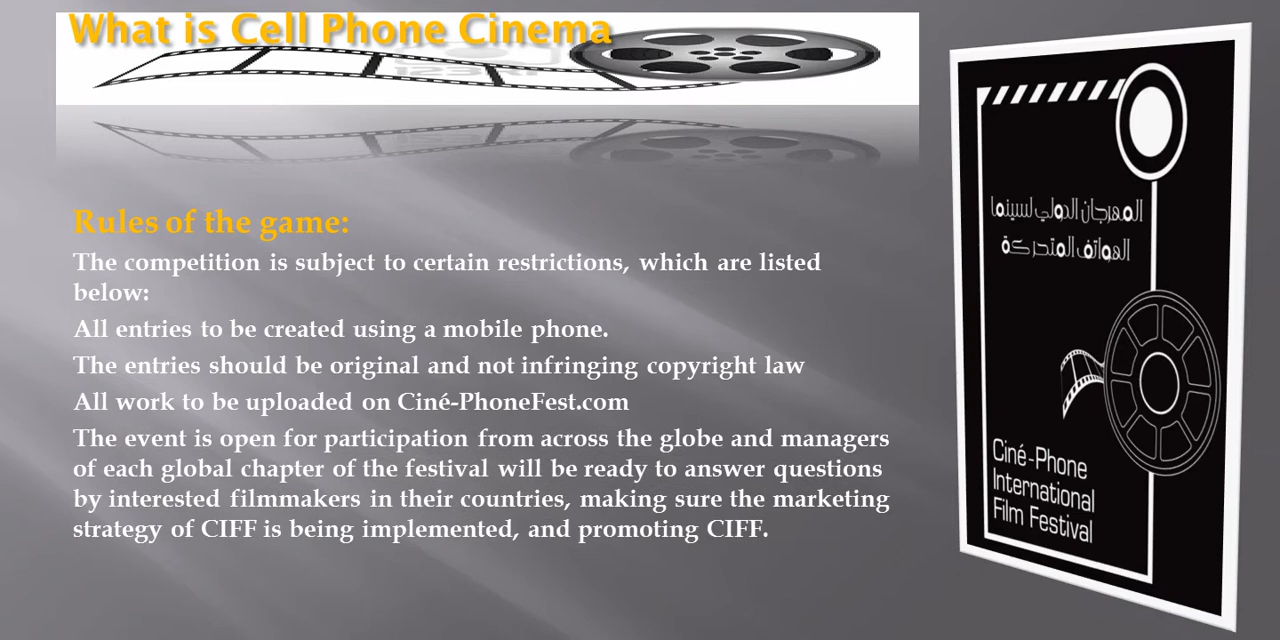 What is Cell Phone Cinema
123RF
Rules of the game:
The competition is subject to certain restrictions, which are listed
below:
All entries to be created using a mobile phone.
The entries should be original and not infringing copyright law
All work to be uploaded on Ciné-PhoneFest.com
The event is open for participation from across the globe and managers
of each global chapter of the festival will be ready to answer questions
by interested filmmakers in their countries, making sure the marketing
strategy of CIFF is being implemented, and promoting CIFF.
المهرجان الدولي لسينما
الهواتف المتحركة
Ciné-Phone
International
Film Festival